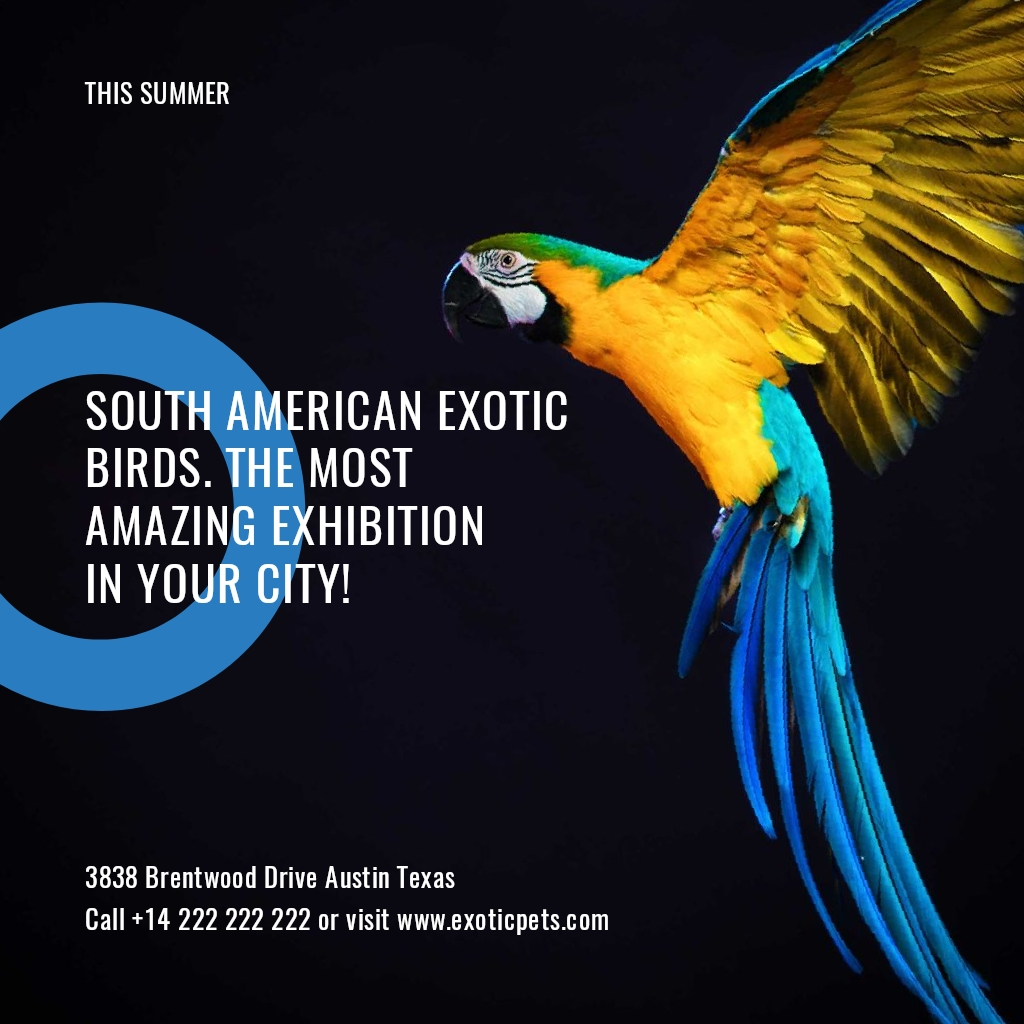 THIS SUMMER
SOUTH AMERICAN EXOTIC
BIRDS. THE MOST
AMAZING EXHIBITION
IN YOUR CITY!
3838 Brentwood Drive Austin Texas
Call +14 222 222 222 or visit www.exoticpets.com